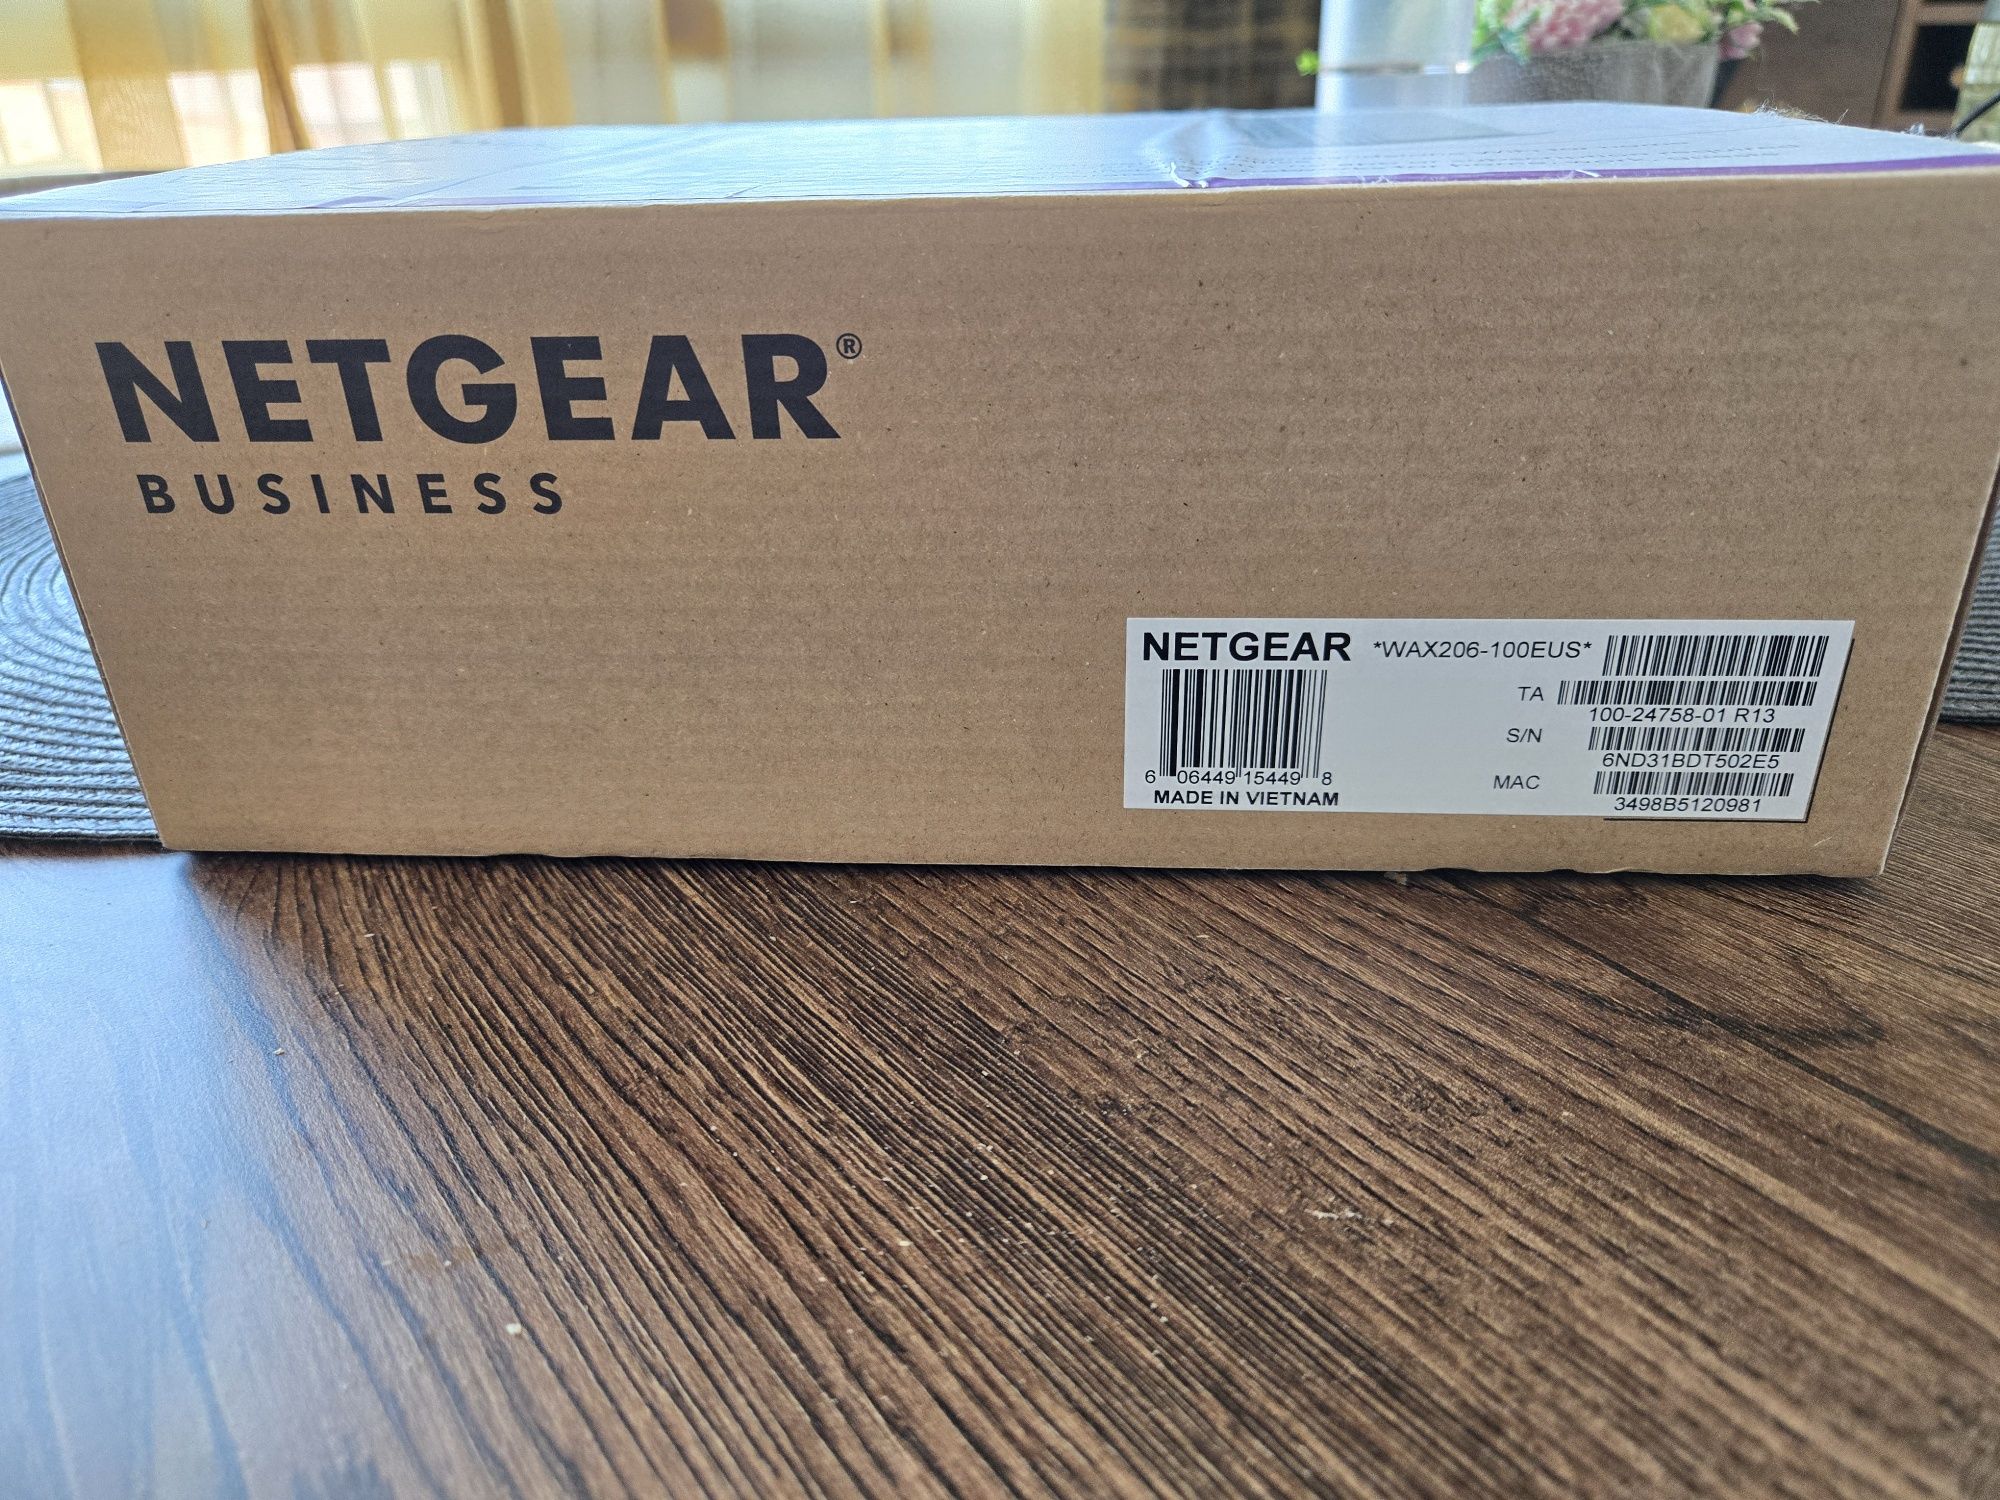 NETGEAR®
BUSINESS
NETGEAR *WAX206-100EUS*
TA
100-24758-01 R13
S/N
6ND31BDT502E5
MAC
3498B5120981
6 06449 15449 8
MADE IN VIETNAM